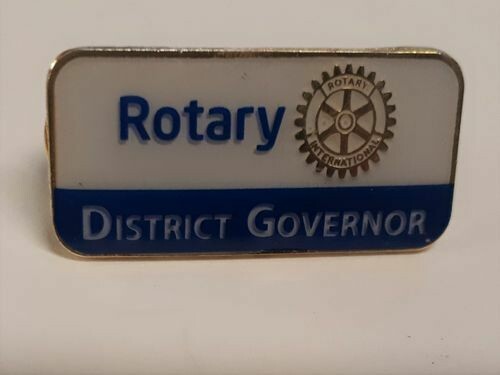 Rotary
ROTARY
INTERNATIONAL
DISTRICT GOVERNOR